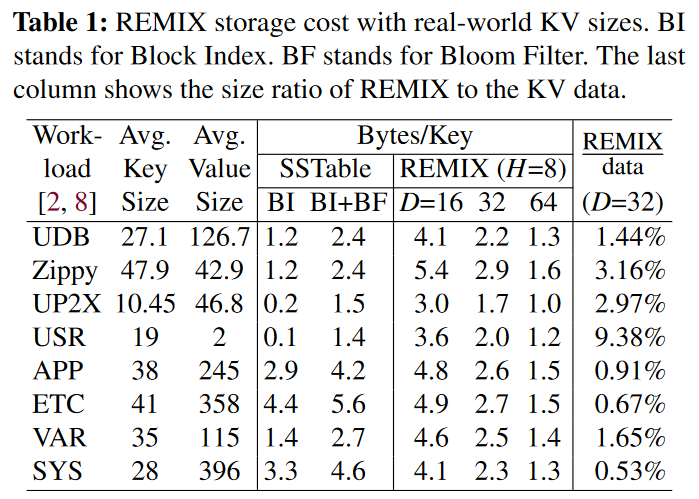 Table 1: REMIX storage cost with real-world KV sizes. BI
stands for Block Index. BF stands for Bloom Filter. The last
column shows the size ratio of REMIX to the KV data.
Work- Avg. Avg. Bytes/Key REMIX
load Key Value SSTable REMIX (H=8) data
[2, 8] Size Size BI BI+BF D=16 32 64 (D=32)
UDB 27.1 126.7 1.2 2.4 4.1 2.2 1.3 1.44%
Zippy 47.9 42.9 1.2 2.4 5.4 2.9 1.6 3.16%
UP2X 10.45 46.8 0.2 1.5 3.0 1.7 1.0 2.97%
USR 19 2 0.1 1.4 3.6 2.0 1.2 9.38%
APP 38 245 2.9 4.2 4.8 2.6 1.5 0.91%
ETC 41 358 4.4 5.6 4.9 2.7 1.5 0.67%
VAR 35 115 1.4 2.7 4.6 2.5 1.4 1.65%
SYS 28 396 3.3 4.6 4.1 2.3 1.3 0.53%